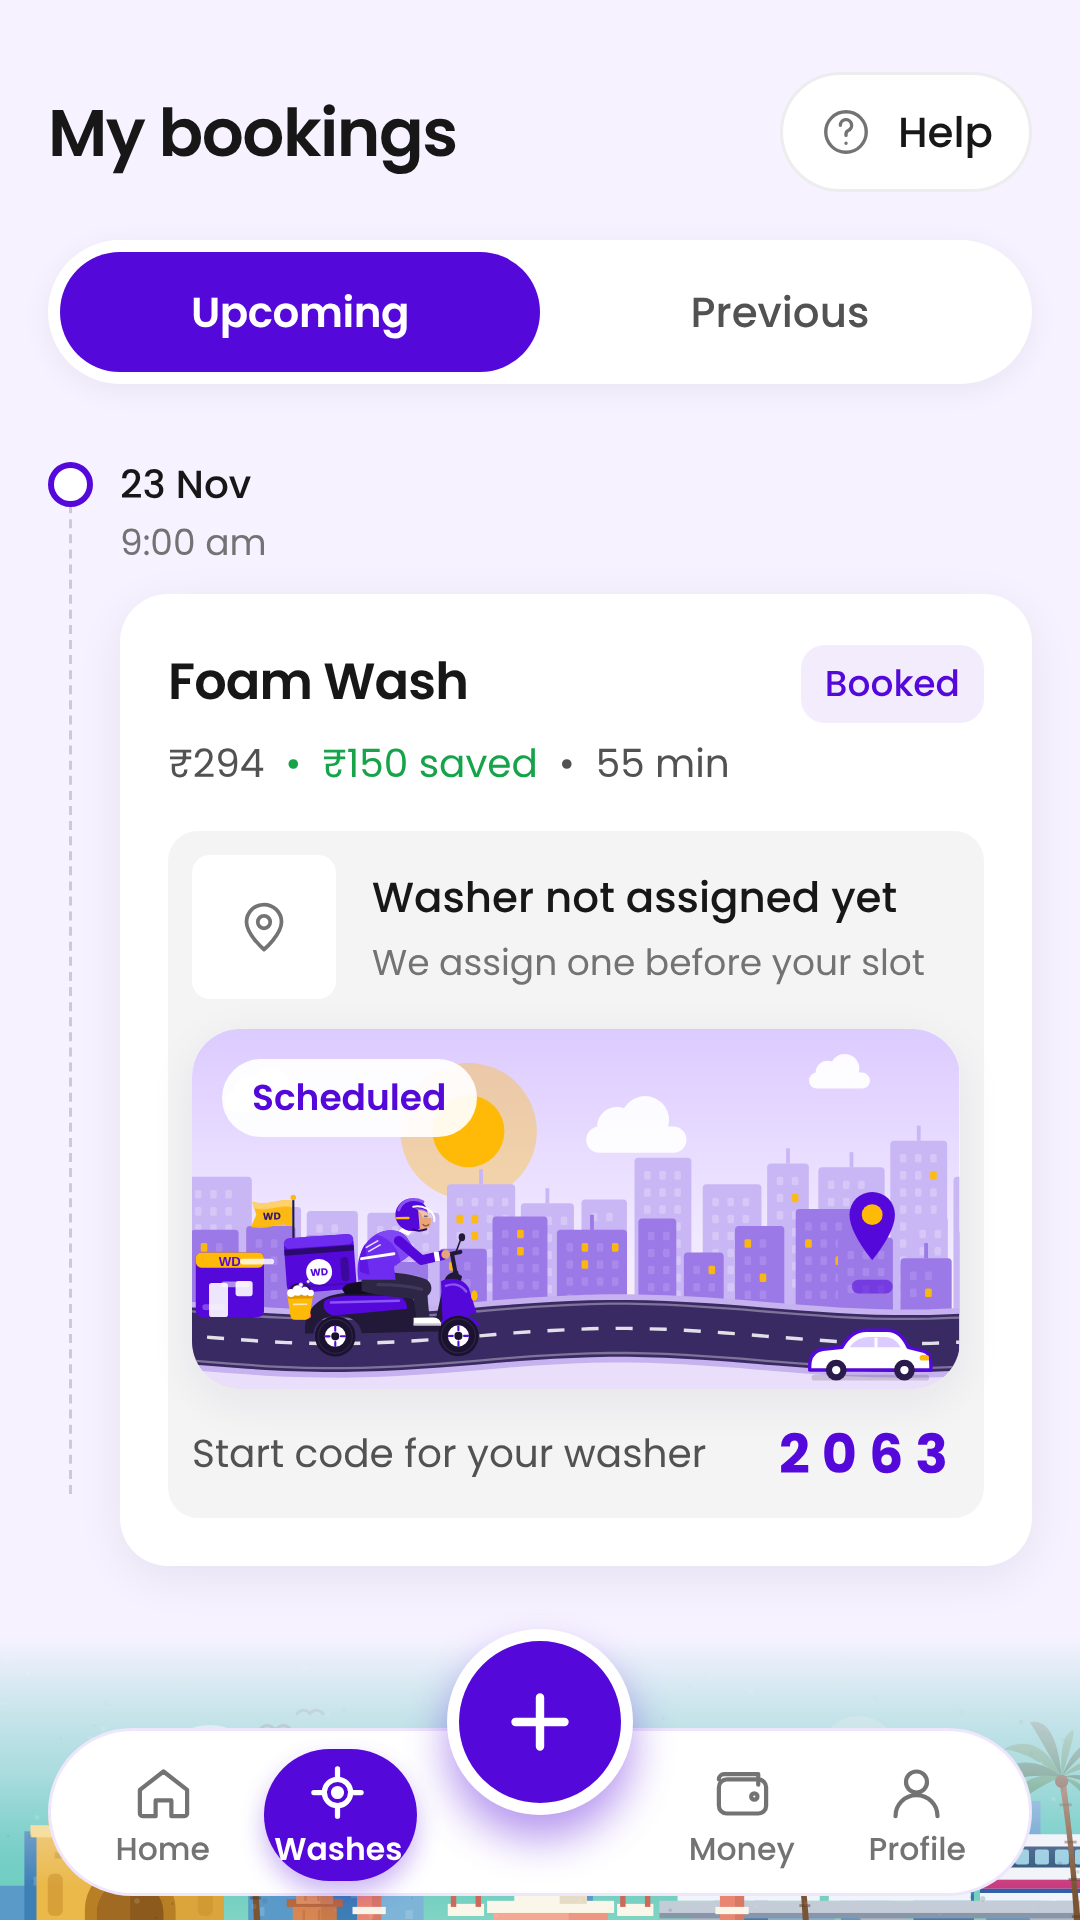 My bookings
Help
Upcoming
Previous
23 Nov
9:00 am
Foam Wash
Booked
₹294 • ₹150 saved • 55 min
Washer not assigned yet
We assign one before your slot
Scheduled
WD
WD
WD
Start code for your washer
2063
Home
Washes
Money
Profile